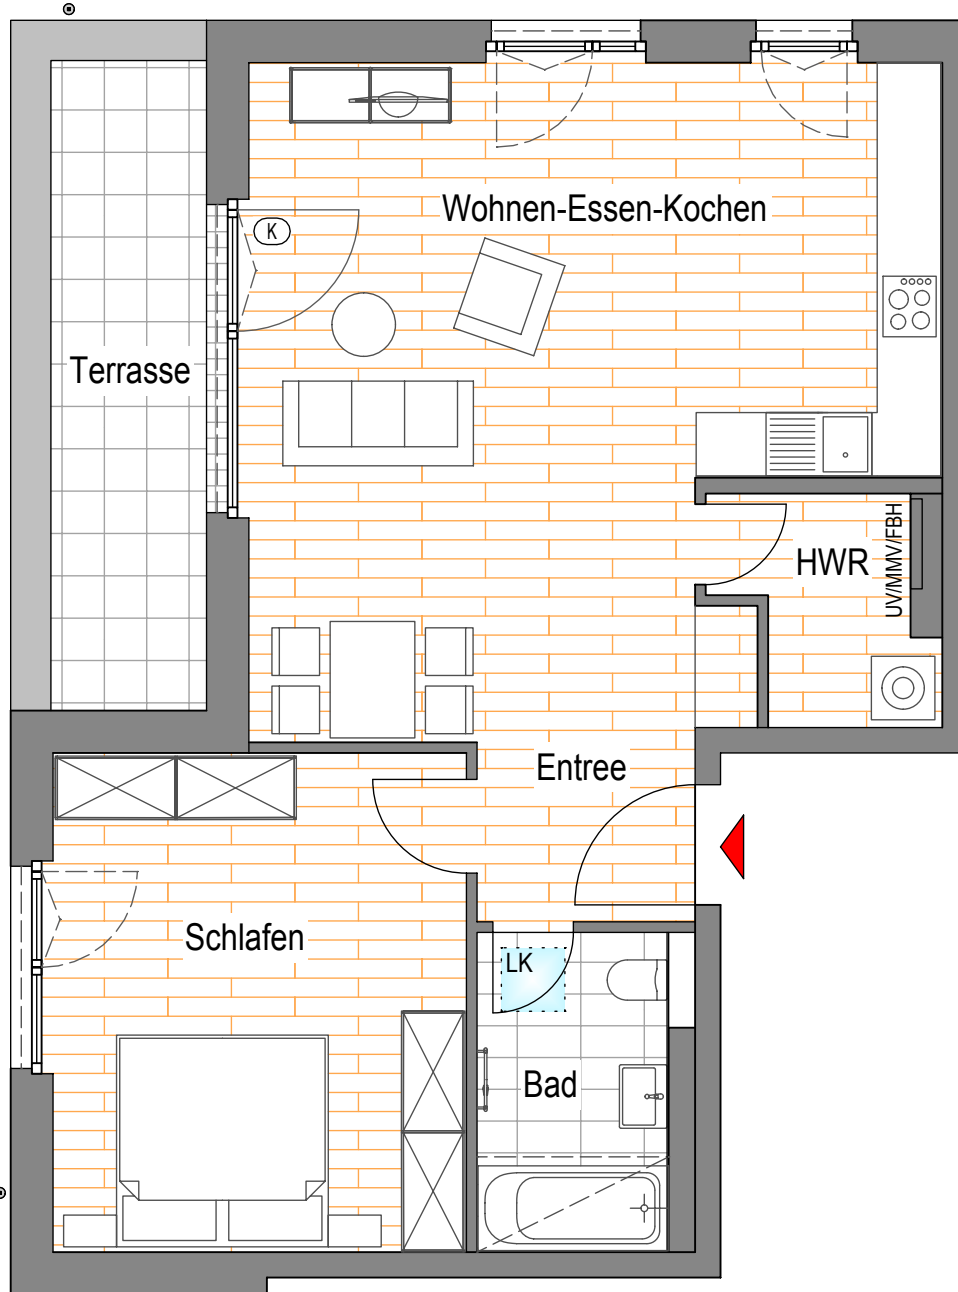 Wohnen-Essen-Kochen
K
Terrasse
HWR
UV/MMV/FBH
Entree
Schlafen
LK
Bad